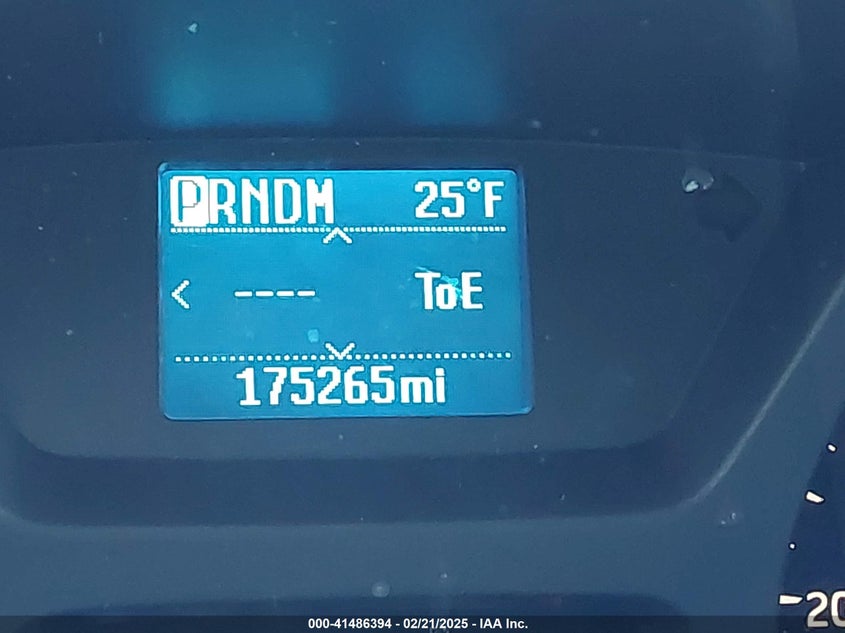 PRNDM 25°F
< ---- ToE
175265mi
20
000-41486394 - 02/21/2025 - IAA Inc.